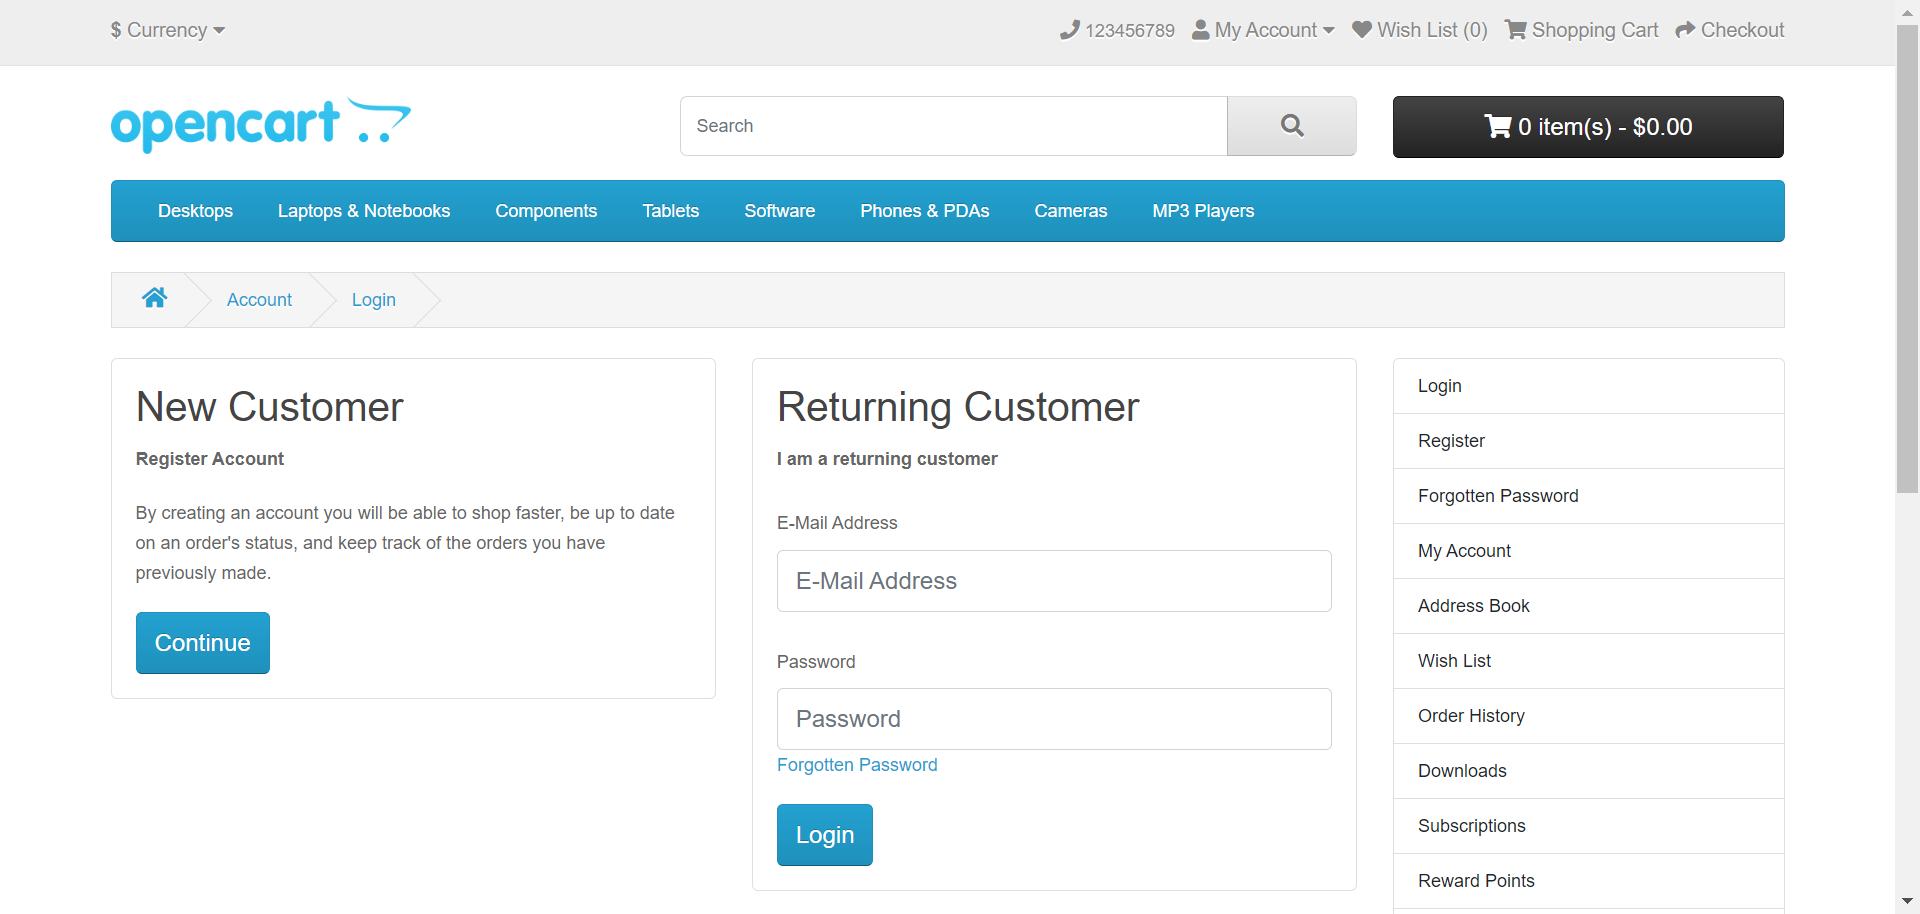 $ Currency
123456789 My Account Wish List (0) Shopping Cart Checkout
opencart
Search
0 item(s) - $0.00
Desktops Laptops & Notebooks Components Tablets Software Phones & PDAs Cameras MP3 Players
Account Login
New Customer
Register Account
By creating an account you will be able to shop faster, be up to date
on an order's status, and keep track of the orders you have
previously made.
Continue
Returning Customer
I am a returning customer
E-Mail Address
E-Mail Address
Password
Password
Forgotten Password
Login
Login
Register
Forgotten Password
My Account
Address Book
Wish List
Order History
Downloads
Subscriptions
Reward Points